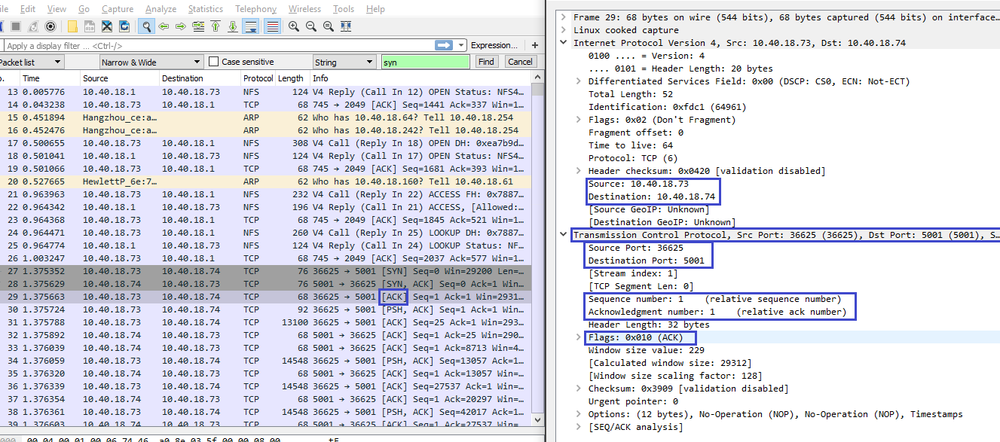 ile Edit View Go Capture Analyze Statistics Telephony Wireless Tools Help
Apply a display filter ... <Ctrl-/> Expression... +
Packet list Narrow & Wide Case sensitive String syn Find Cancel
o. Time Source Destination Protocol Length Info
13 0.005776 10.40.18.1 10.40.18.73 NFS 124 V4 Reply (Call In 12) OPEN Status: NFS4…
14 0.043238 10.40.18.73 10.40.18.1 TCP 68 745 → 2049 [ACK] Seq=1441 Ack=337 Win=1…
15 0.451894 Hangzhou_ce:a… ARP 62 Who has 10.40.18.64? Tell 10.40.18.254
16 0.452476 Hangzhou_ce:a… ARP 62 Who has 10.40.18.242? Tell 10.40.18.254
17 0.500655 10.40.18.73 10.40.18.1 NFS 308 V4 Call (Reply In 18) OPEN DH: 0xea7b9d…
18 0.501041 10.40.18.1 10.40.18.73 NFS 124 V4 Reply (Call In 17) OPEN Status: NFS4…
19 0.501066 10.40.18.73 10.40.18.1 TCP 68 745 → 2049 [ACK] Seq=1681 Ack=393 Win=1…
20 0.527665 HewlettP_6e:7… ARP 62 Who has 10.40.18.160? Tell 10.40.18.61
21 0.963963 10.40.18.73 10.40.18.1 NFS 232 V4 Call (Reply In 22) ACCESS FH: 0x7887…
22 0.964342 10.40.18.1 10.40.18.73 NFS 196 V4 Reply (Call In 21) ACCESS, [Allowed:…
23 0.964368 10.40.18.73 10.40.18.1 TCP 68 745 → 2049 [ACK] Seq=1845 Ack=521 Win=1…
24 0.964471 10.40.18.73 10.40.18.1 NFS 260 V4 Call (Reply In 25) LOOKUP DH: 0x7887…
25 0.964774 10.40.18.1 10.40.18.73 NFS 124 V4 Reply (Call In 24) LOOKUP Status: NF…
26 1.003247 10.40.18.73 10.40.18.1 TCP 68 745 → 2049 [ACK] Seq=2037 Ack=577 Win=1…
27 1.375352 10.40.18.73 10.40.18.74 TCP 76 36625 → 5001 [SYN] Seq=0 Win=29200 Len=…
28 1.375629 10.40.18.74 10.40.18.73 TCP 76 5001 → 36625 [SYN, ACK] Seq=0 Ack=1 Win…
29 1.375663 10.40.18.73 10.40.18.74 TCP 68 36625 → 5001 [ACK] Seq=1 Ack=1 Win=2931…
30 1.375724 10.40.18.73 10.40.18.74 TCP 92 36625 → 5001 [PSH, ACK] Seq=1 Ack=1 Win…
31 1.375788 10.40.18.73 10.40.18.74 TCP 13100 36625 → 5001 [ACK] Seq=25 Ack=1 Win=293…
32 1.375892 10.40.18.74 10.40.18.73 TCP 68 5001 → 36625 [ACK] Seq=1 Ack=25 Win=290…
33 1.376039 10.40.18.74 10.40.18.73 TCP 68 5001 → 36625 [ACK] Seq=1 Ack=8713 Win=4…
34 1.376059 10.40.18.73 10.40.18.74 TCP 14548 36625 → 5001 [PSH, ACK] Seq=13057 Ack=1…
35 1.376320 10.40.18.74 10.40.18.73 TCP 68 5001 → 36625 [ACK] Seq=1 Ack=13057 Win=…
36 1.376339 10.40.18.73 10.40.18.74 TCP 14548 36625 → 5001 [ACK] Seq=27537 Ack=1 Win=…
37 1.376354 10.40.18.74 10.40.18.73 TCP 68 5001 → 36625 [ACK] Seq=1 Ack=20297 Win=…
38 1.376361 10.40.18.73 10.40.18.74 TCP 14548 36625 → 5001 [PSH, ACK] Seq=42017 Ack=1…
39 1.376603 10.40.18.74 10.40.18.73 TCP 68 5001 → 36625 [ACK]
Frame 29: 68 bytes on wire (544 bits), 68 bytes captured (544 bits) on interface…
Linux cooked capture
Internet Protocol Version 4, Src: 10.40.18.73, Dst: 10.40.18.74
0100 .... = Version: 4
.... 0101 = Header Length: 20 bytes
Differentiated Services Field: 0x00 (DSCP: CS0, ECN: Not-ECT)
Total Length: 52
Identification: 0xfdc1 (64961)
Flags: 0x02 (Don't Fragment)
Fragment offset: 0
Time to live: 64
Protocol: TCP (6)
Header checksum: 0x0420 [validation disabled]
Source: 10.40.18.73
Destination: 10.40.18.74
[Source GeoIP: Unknown]
[Destination GeoIP: Unknown]
Transmission Control Protocol, Src Port: 36625 (36625), Dst Port: 5001 (5001), S…
Source Port: 36625
Destination Port: 5001
[Stream index: 1]
[TCP Segment Len: 0]
Sequence number: 1 (relative sequence number)
Acknowledgment number: 1 (relative ack number)
Header Length: 32 bytes
Flags: 0x010 (ACK)
Window size value: 229
[Calculated window size: 29312]
[Window size scaling factor: 128]
Checksum: 0x3909 [validation disabled]
Urgent pointer: 0
Options: (12 bytes), No-Operation (NOP), No-Operation (NOP), Timestamps
[SEQ/ACK analysis]